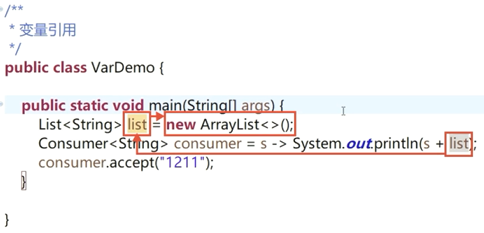 /**
* 变量引用
*/
public class VarDemo {
public static void main(String[] args) {
List<String> list = new ArrayList<>();
Consumer<String> consumer = s -> System.out.println(s + list);
consumer.accept("1211");
}
}